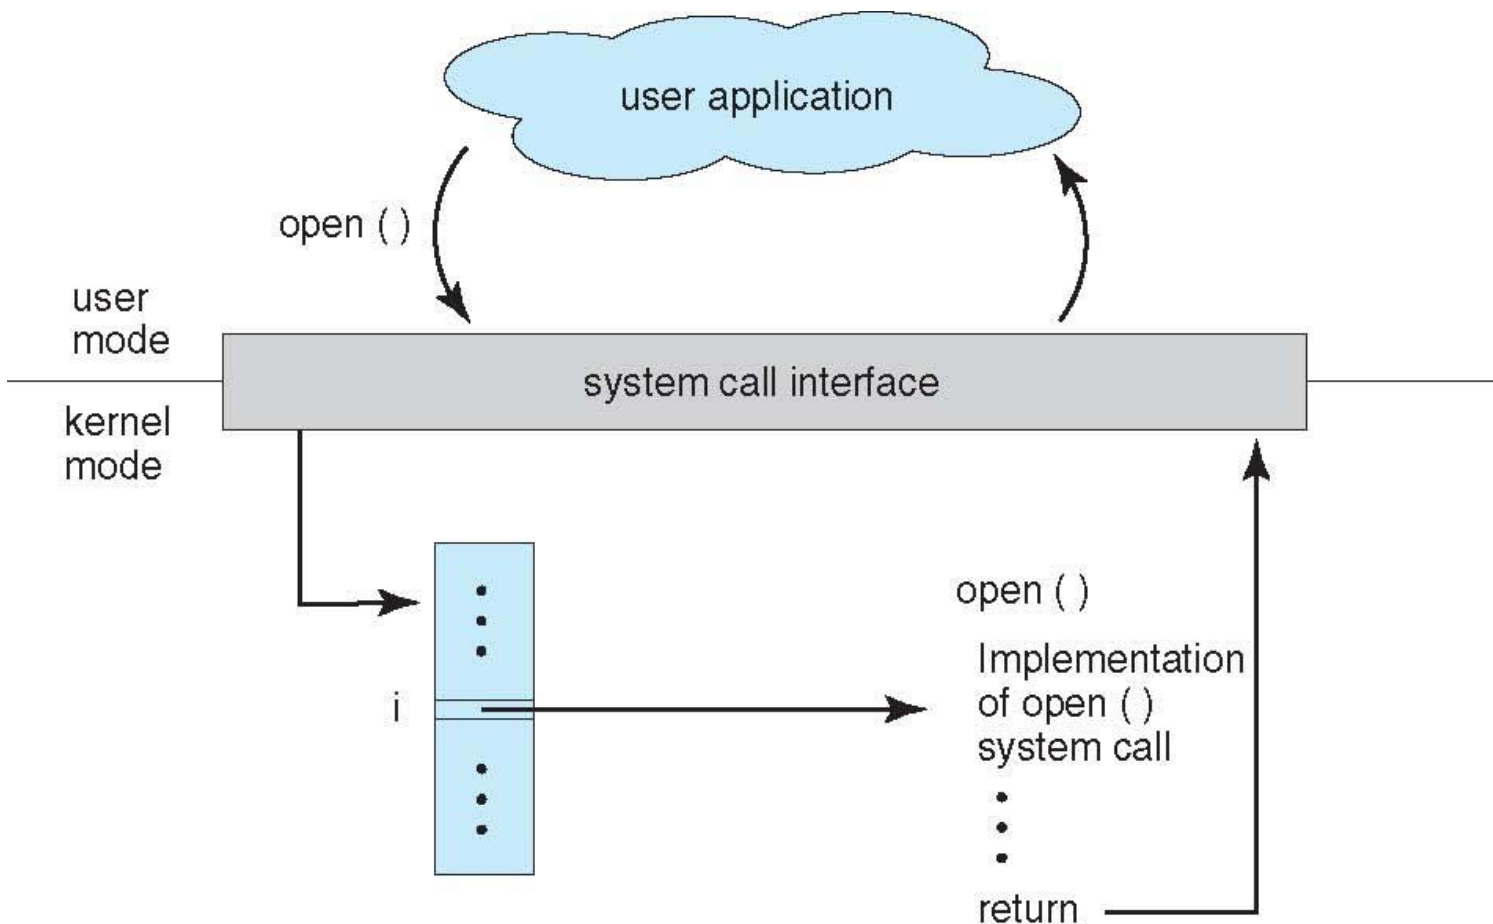 user application
open ( )
user
mode
system call interface
kernel
mode
open ( )
i
Implementation
of open ( )
system call
return